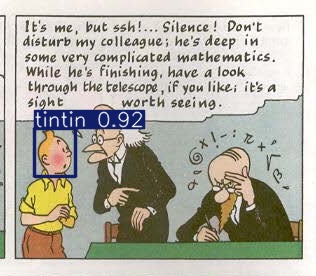 It's me, but ssh!... Silence! Don't
disturb my colleague; he's deep in
some very complicated mathematics.
While he's finishing, have a look
through the telescope, if you like; it's a
sight worth seeing.
tintin 0.92
@x!-:πx√